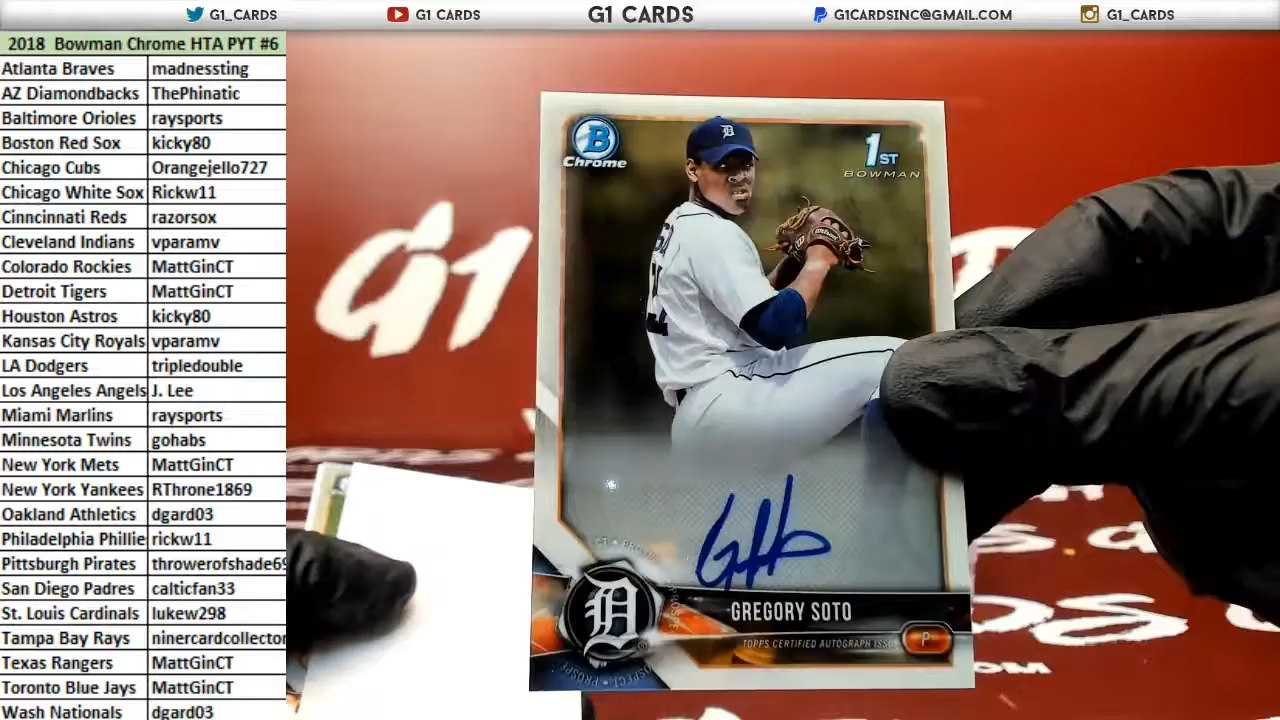 G1_CARDS
G1 CARDS
G1 CARDS
G1CARDSINC@GMAIL.COM
G1_CARDS
2018 Bowman Chrome HTA PYT #6
Atlanta Braves madnessting
AZ Diamondbacks ThePhinatic
Baltimore Orioles raysports
Boston Red Sox kicky80
Chicago Cubs Orangejello727
Chicago White Sox Rickw11
Cinncinnati Reds razorsox
Cleveland Indians vparamv
Colorado Rockies MattGinCT
Detroit Tigers MattGinCT
Houston Astros kicky80
Kansas City Royals vparamv
LA Dodgers tripledouble
Los Angeles Angels J. Lee
Miami Marlins raysports
Minnesota Twins gohabs
New York Mets MattGinCT
New York Yankees RThrone1869
Oakland Athletics dgard03
Philadelphia Phillie rickw11
Pittsburgh Pirates throwerofshade69
San Diego Padres calticfan33
St. Louis Cardinals lukew298
Tampa Bay Rays ninercardcollector
Texas Rangers MattGinCT
Toronto Blue Jays MattGinCT
Wash Nationals dgard03
G1
B
Chrome
1ST
BOWMAN
D
GREGORY SOTO
TOPPS CERTIFIED AUTOGRAPH ISSU
P